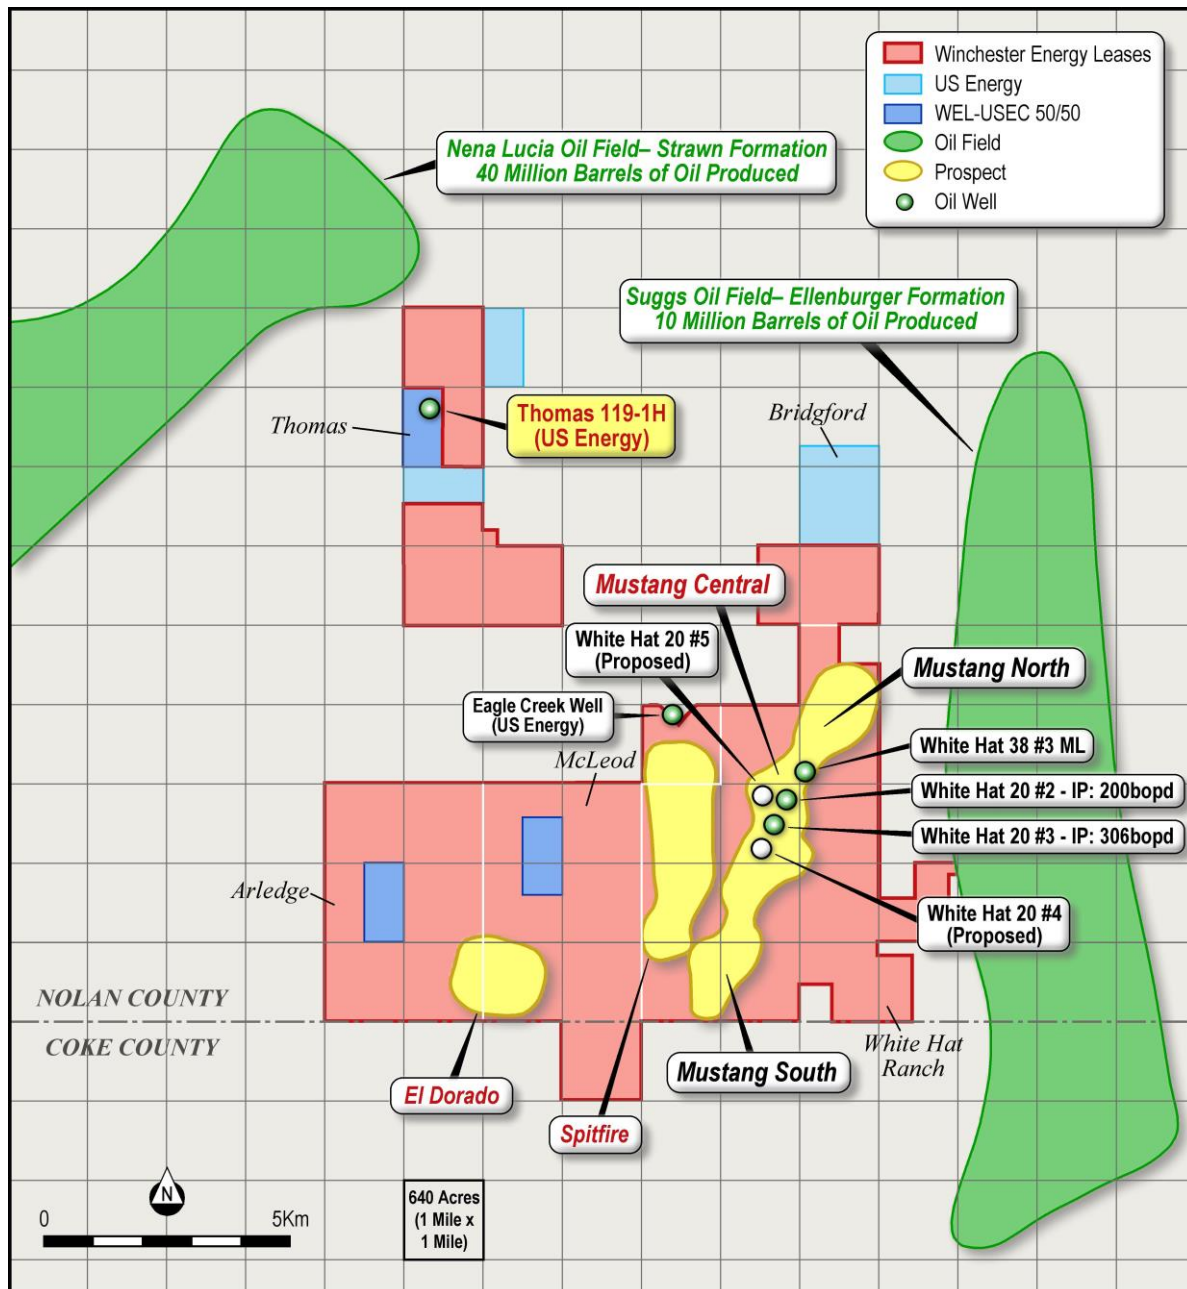 Winchester Energy Leases
US Energy
WEL-USEC 50/50
Oil Field
Prospect
Oil Well
Nena Lucia Oil Field– Strawn Formation
40 Million Barrels of Oil Produced
Suggs Oil Field– Ellenburger Formation
10 Million Barrels of Oil Produced
Thomas
Thomas 119-1H
(US Energy)
Bridgford
Mustang Central
White Hat 20 #5
(Proposed)
Mustang North
Eagle Creek Well
(US Energy)
McLeod
White Hat 38 #3 ML
White Hat 20 #2 - IP: 200bopd
White Hat 20 #3 - IP: 306bopd
Arledge
White Hat 20 #4
(Proposed)
NOLAN COUNTY
COKE COUNTY
White Hat
Ranch
Mustang South
El Dorado
Spitfire
N
0 5Km
640 Acres
(1 Mile x
1 Mile)